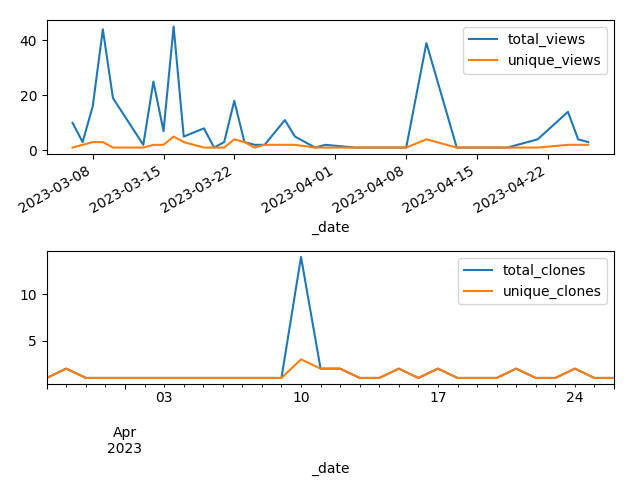 40
20
0
total_views
unique_views
2023-03-08
2023-03-15
2023-03-22
2023-04-01
2023-04-08
2023-04-15
2023-04-22
_date
10
5
total_clones
unique_clones
03
10
17
24
Apr
2023
_date